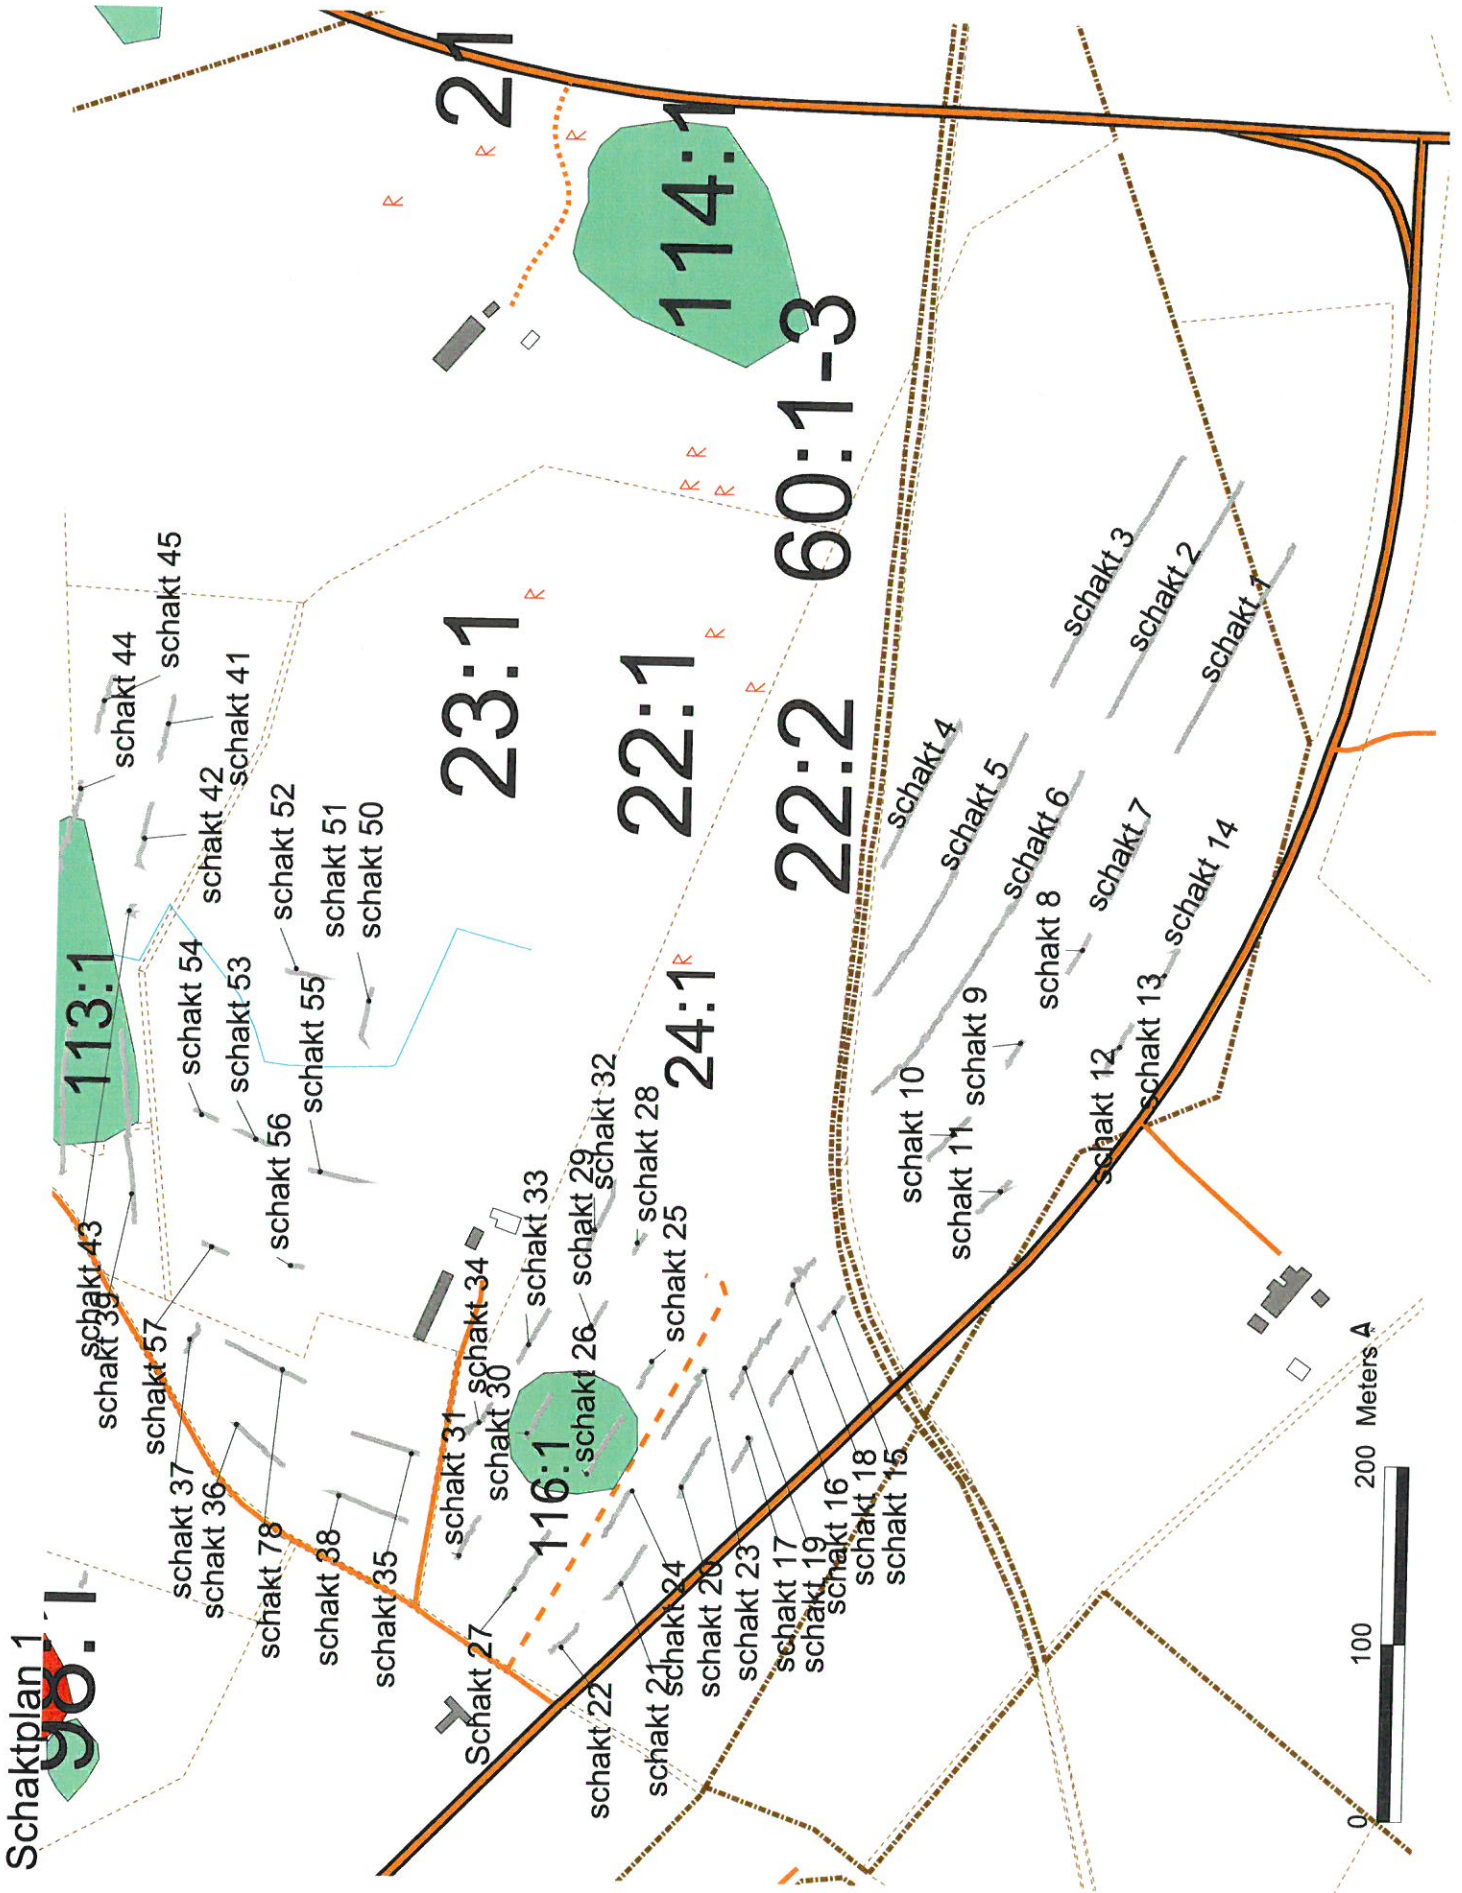 Schaktplan 1
98:1
113:1
21
114:1
60:1-3
23:1
22:1
22:2
24:1
116:1
schakt 44
schakt 45
schakt 41
schakt 42
schakt 52
schakt 51
schakt 50
schakt 54
schakt 53
schakt 55
schakt 56
schakt 43
schakt 39
schakt 57
schakt 37
schakt 36
schakt 78
schakt 38
schakt 35
schakt 31
schakt 30
schakt 34
schakt 33
schakt 29
schakt 32
schakt 28
schakt 25
schakt 26
Schakt 27
schakt 22
schakt 21
schakt 24
schakt 20
schakt 23
schakt 17
schakt 19
schakt 16
schakt 18
schakt 15
schakt 3
schakt 2
schakt 1
schakt 4
schakt 5
schakt 6
schakt 7
schakt 14
schakt 8
schakt 9
schakt 10
schakt 11
schakt 12
schakt 13
R
R
R
R
R
R
R
R
R
R
0 100 200 Meters